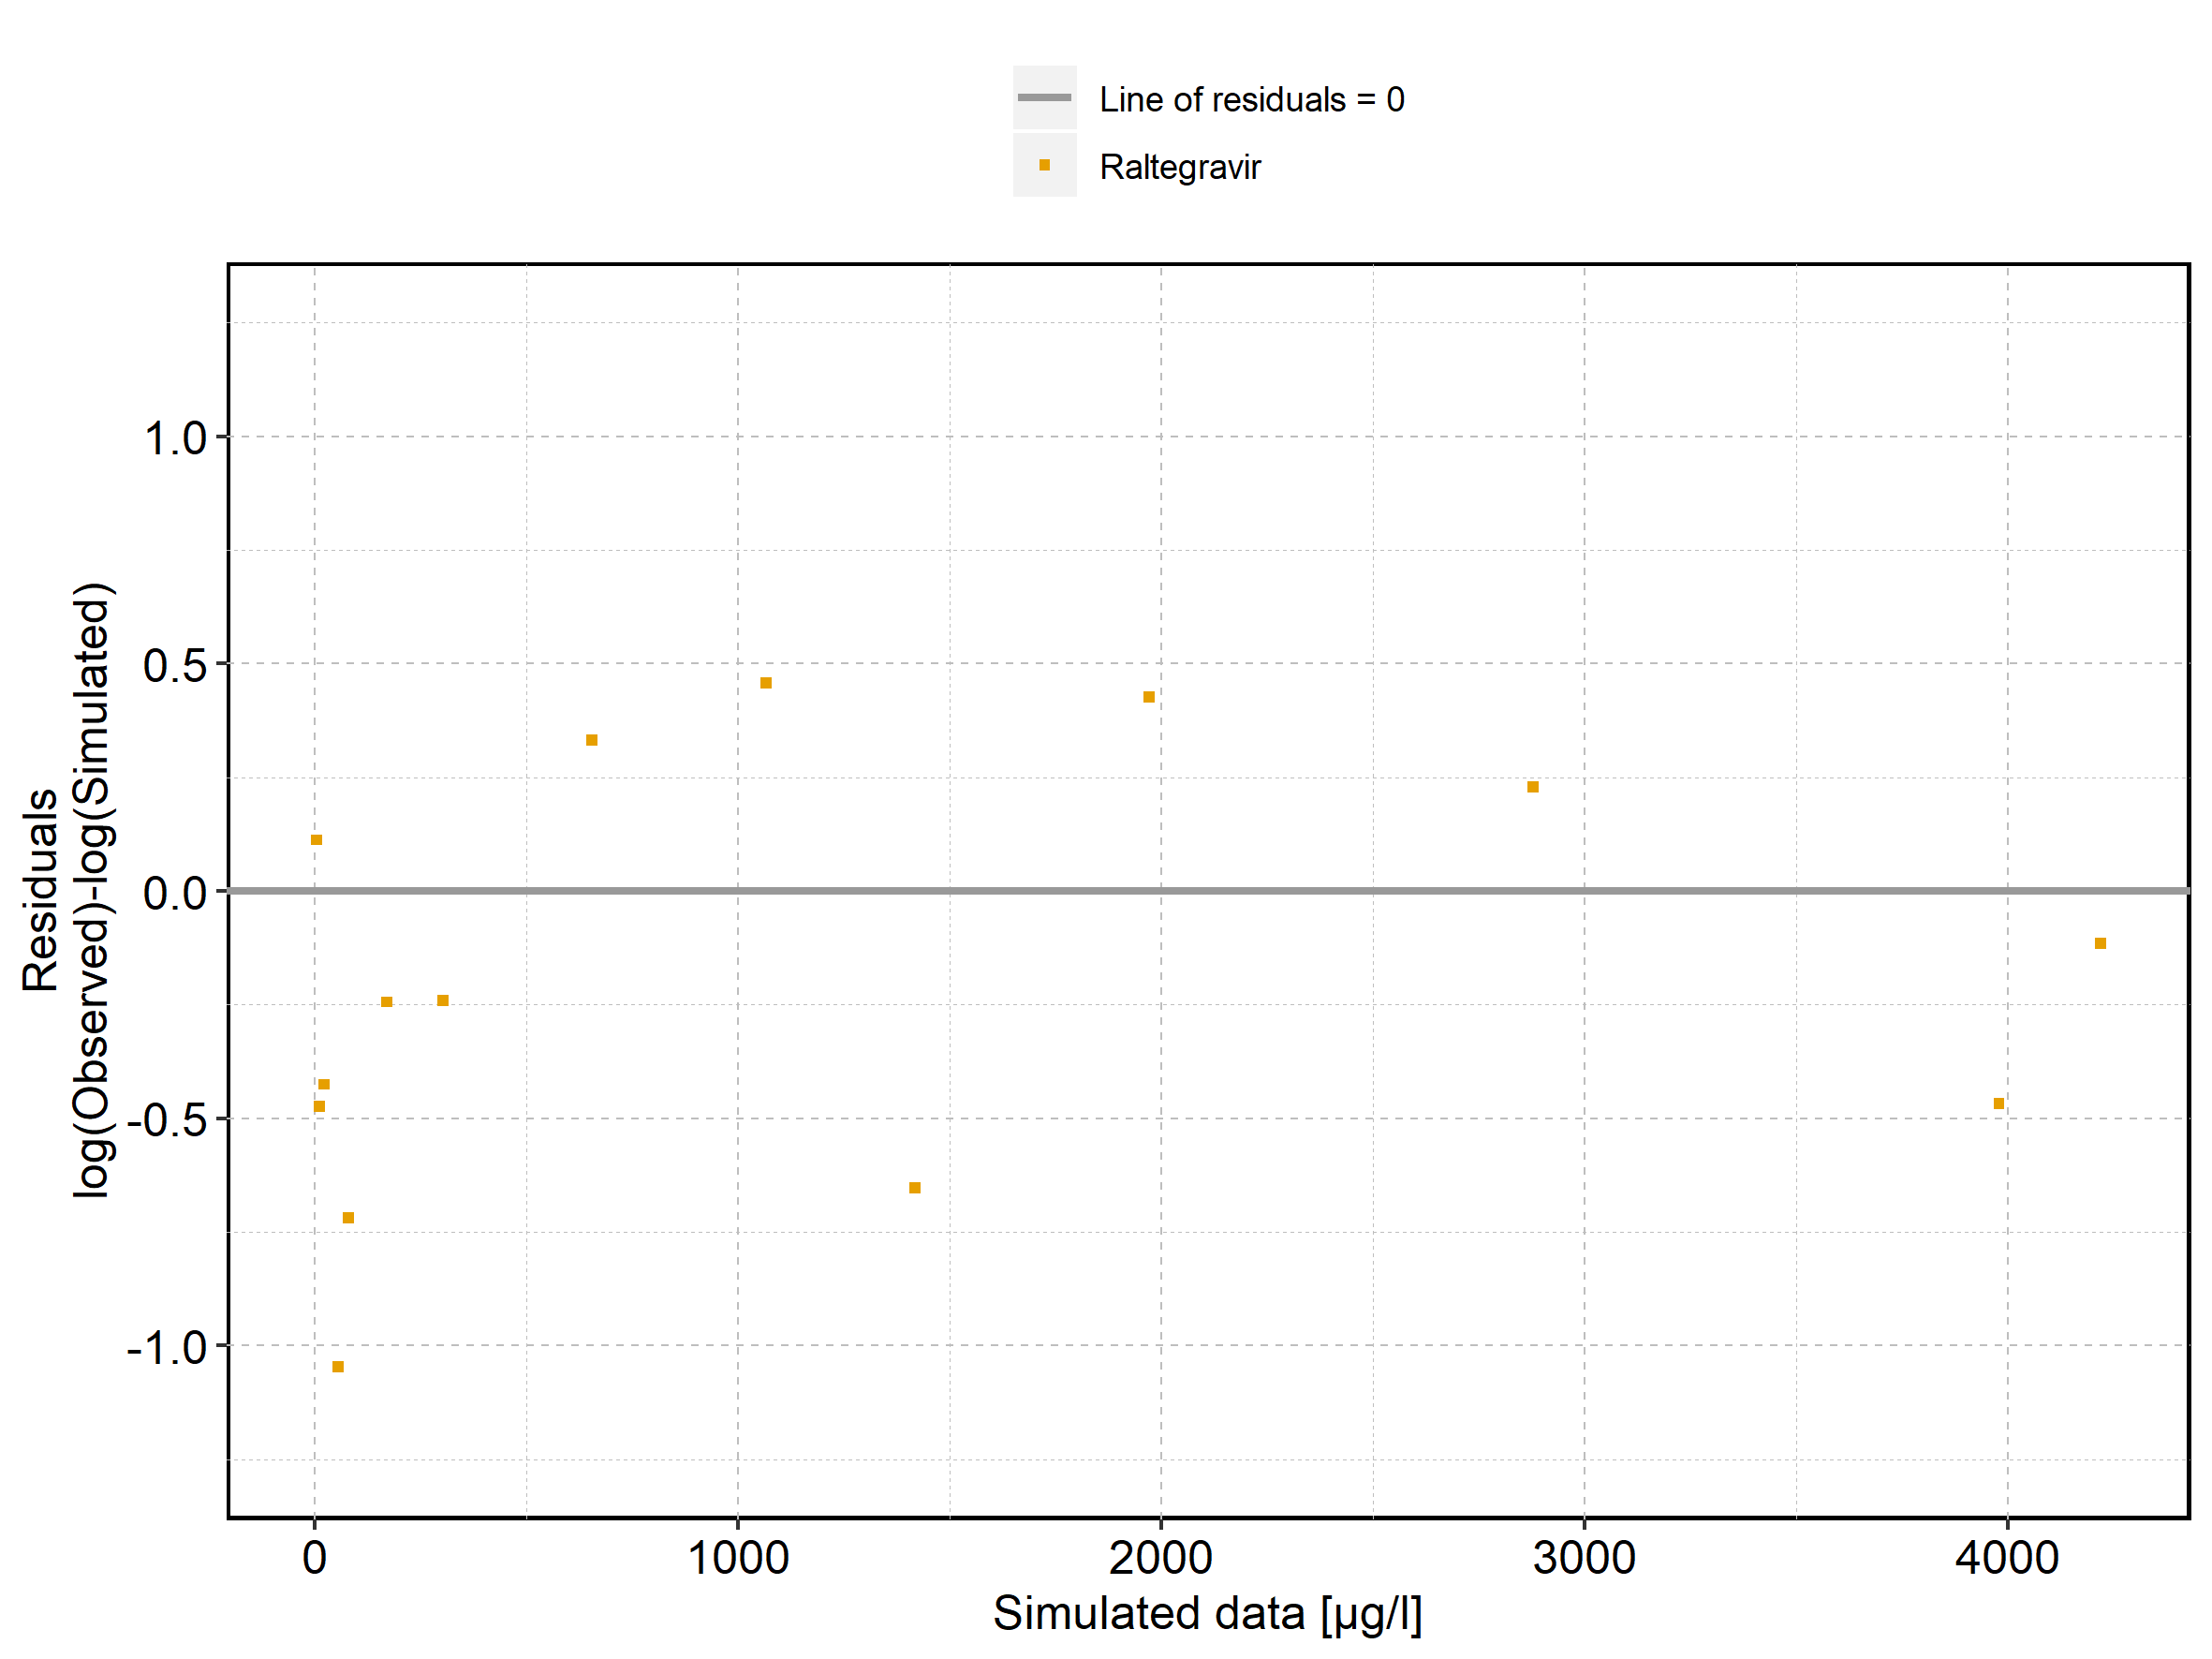 Line of residuals = 0
Raltegravir
Residuals
log(Observed)-log(Simulated)
1.0
0.5
0.0
-0.5
-1.0
0 1000 2000 3000 4000
Simulated data [µg/l]